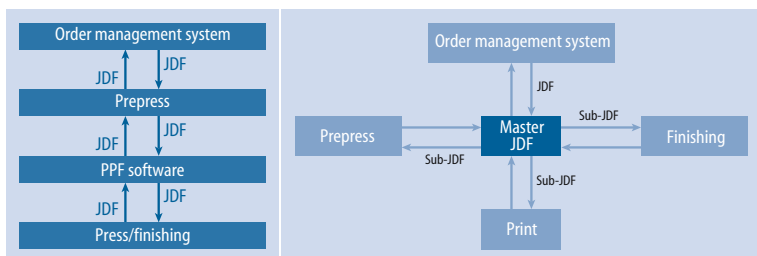 Order management system
JDF
JDF
Prepress
JDF
JDF
PPF software
JDF
JDF
Press/finishing
Order management system
JDF
Prepress
Sub-JDF
Master
JDF
Sub-JDF
Finishing
Sub-JDF
Print